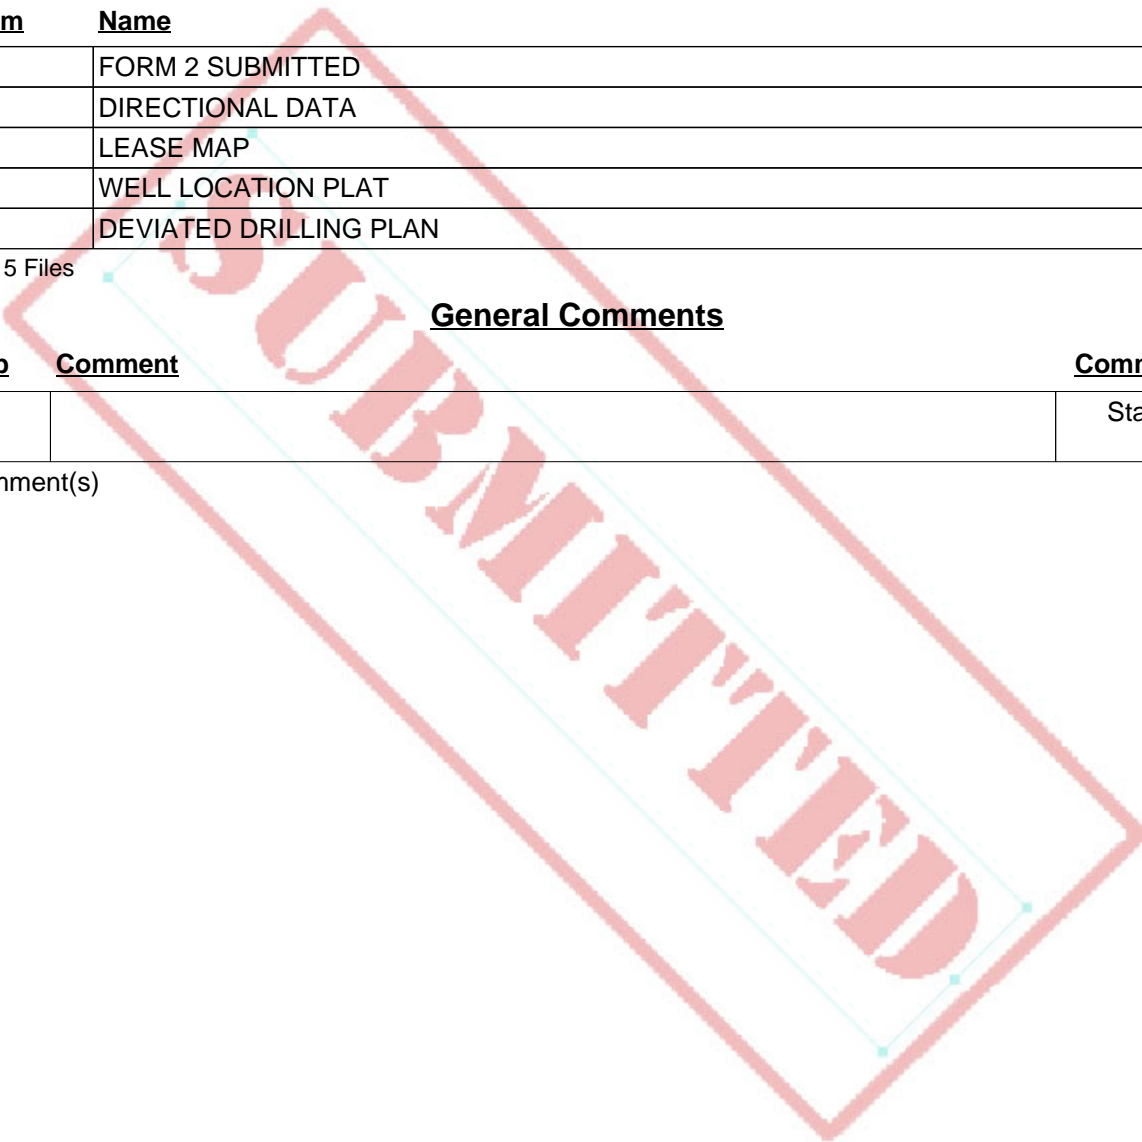 m Name
FORM 2 SUBMITTED
DIRECTIONAL DATA
LEASE MAP
WELL LOCATION PLAT
DEVIATED DRILLING PLAN
5 Files
General Comments
p Comment Comm
Sta
nment(s)
SUBMITTED